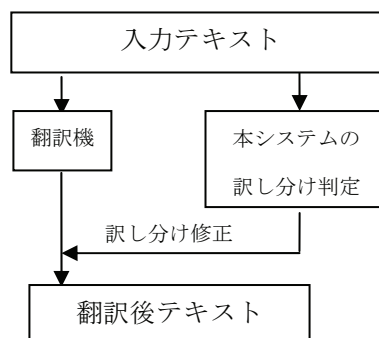 入力テキスト
翻訳機
本システムの
訳し分け判定
訳し分け修正
翻訳後テキスト